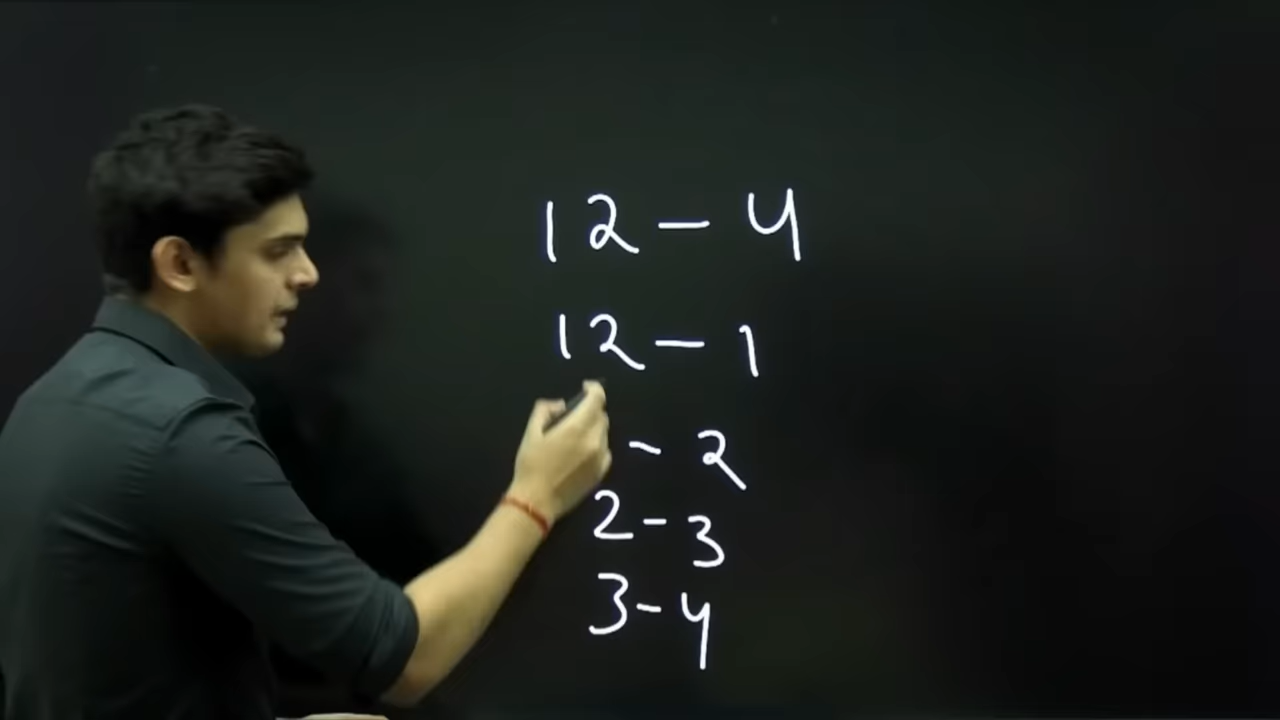 12 - 4
12 - 1
- 2
2 - 3
3 - 4